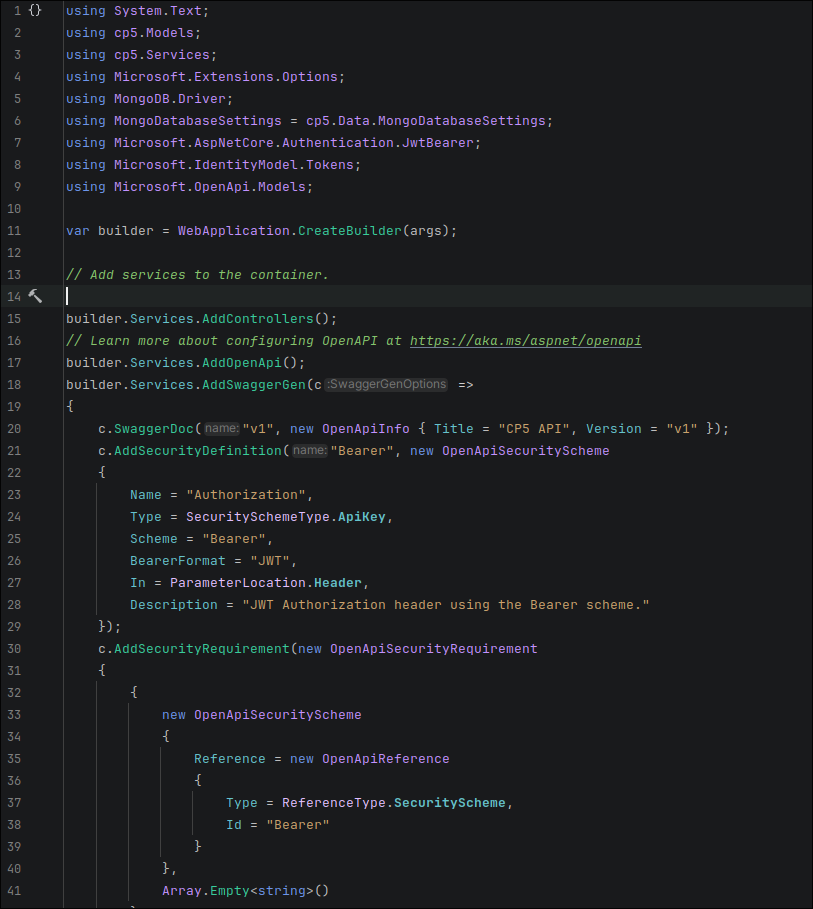 1 {} using System.Text;
2 using cp5.Models;
3 using cp5.Services;
4 using Microsoft.Extensions.Options;
5 using MongoDB.Driver;
6 using MongoDatabaseSettings = cp5.Data.MongoDatabaseSettings;
7 using Microsoft.AspNetCore.Authentication.JwtBearer;
8 using Microsoft.IdentityModel.Tokens;
9 using Microsoft.OpenApi.Models;
10
11 var builder = WebApplication.CreateBuilder(args);
12
13 // Add services to the container.
14
15 builder.Services.AddControllers();
16 // Learn more about configuring OpenAPI at https://aka.ms/aspnet/openapi
17 builder.Services.AddOpenApi();
18 builder.Services.AddSwaggerGen(c :SwaggerGenOptions =>
19 {
20     c.SwaggerDoc( name: "v1", new OpenApiInfo { Title = "CP5 API", Version = "v1" });
21     c.AddSecurityDefinition( name: "Bearer", new OpenApiSecurityScheme
22     {
23         Name = "Authorization",
24         Type = SecuritySchemeType.ApiKey,
25         Scheme = "Bearer",
26         BearerFormat = "JWT",
27         In = ParameterLocation.Header,
28         Description = "JWT Authorization header using the Bearer scheme."
29     });
30     c.AddSecurityRequirement(new OpenApiSecurityRequirement
31     {
32         {
33             new OpenApiSecurityScheme
34             {
35                 Reference = new OpenApiReference
36                 {
37                     Type = ReferenceType.SecurityScheme,
38                     Id = "Bearer"
39                 }
40             },
41             Array.Empty<string>()